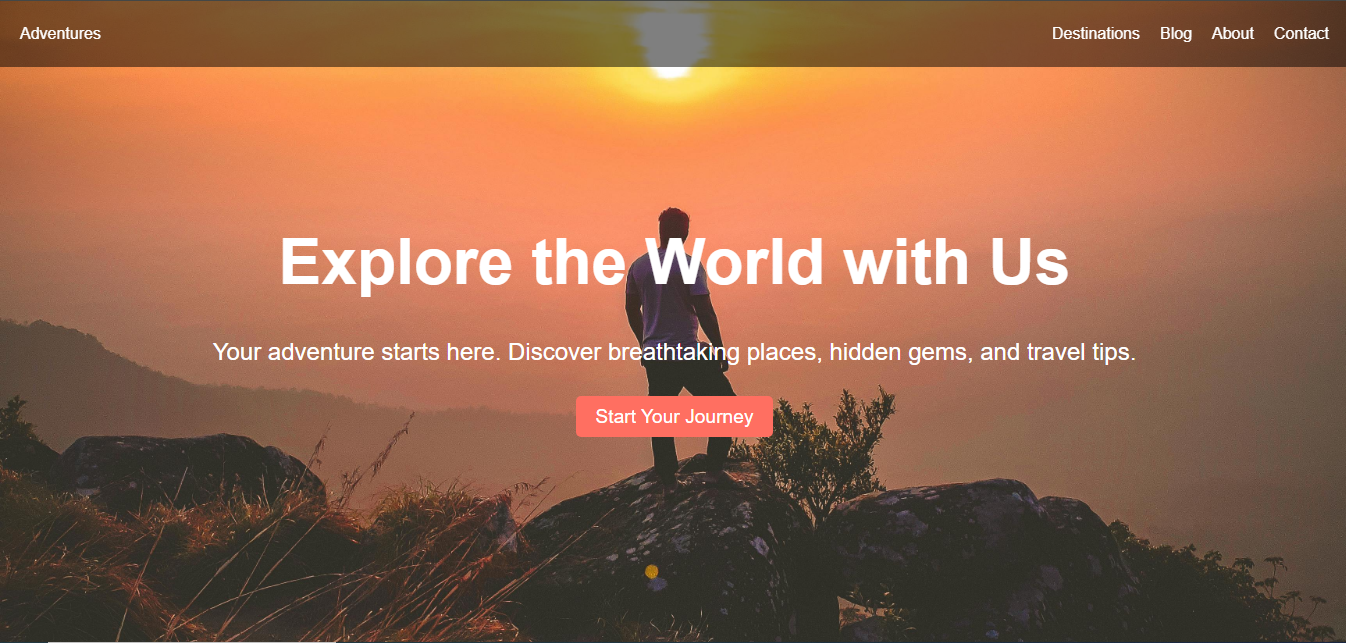 Adventures
Destinations Blog About Contact
Explore the World with Us
Your adventure starts here. Discover breathtaking places, hidden gems, and travel tips.
Start Your Journey